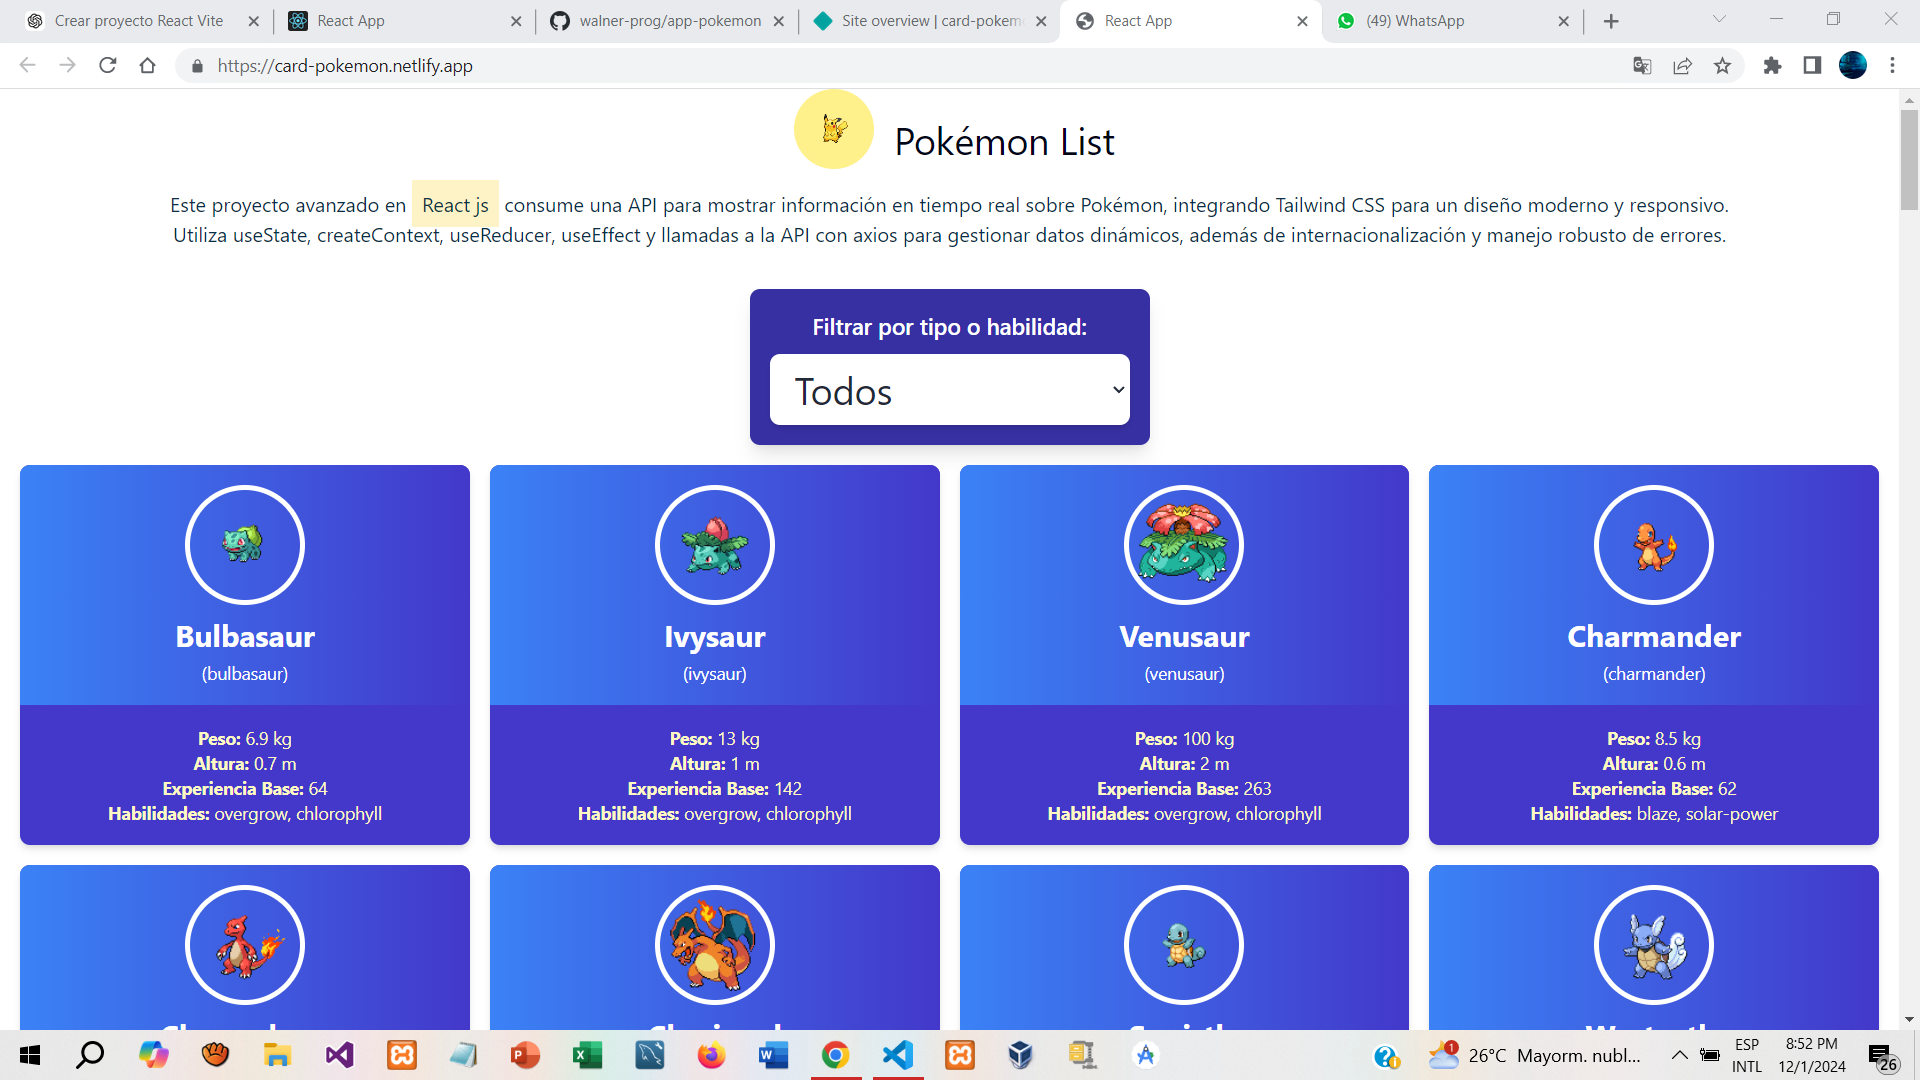 Crear proyecto React Vite
React App
walner-prog/app-pokemon
Site overview | card-pokem
React App
(49) WhatsApp
https://card-pokemon.netlify.app
Pokémon List
Este proyecto avanzado en React js consume una API para mostrar información en tiempo real sobre Pokémon, integrando Tailwind CSS para un diseño moderno y responsivo.
Utiliza useState, createContext, useReducer, useEffect y llamadas a la API con axios para gestionar datos dinámicos, además de internacionalización y manejo robusto de errores.
Filtrar por tipo o habilidad:
Todos
Bulbasaur
(bulbasaur)
Peso: 6.9 kg
Altura: 0.7 m
Experiencia Base: 64
Habilidades: overgrow, chlorophyll
Ivysaur
(ivysaur)
Peso: 13 kg
Altura: 1 m
Experiencia Base: 142
Habilidades: overgrow, chlorophyll
Venusaur
(venusaur)
Peso: 100 kg
Altura: 2 m
Experiencia Base: 263
Habilidades: overgrow, chlorophyll
Charmander
(charmander)
Peso: 8.5 kg
Altura: 0.6 m
Experiencia Base: 62
Habilidades: blaze, solar-power
1
26°C Mayorm. nubl...
ESP
INTL
8:52 PM
12/1/2024
26